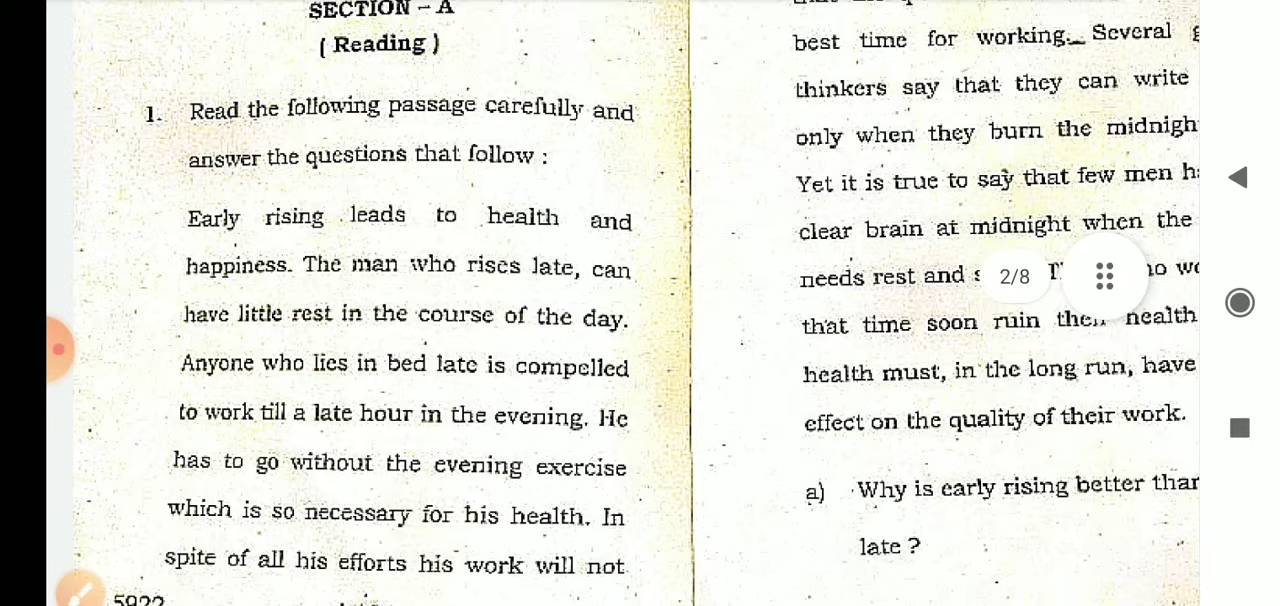 SECTION - A
( Reading )
1. Read the following passage carefully and
answer the questions that follow :
Early rising leads to health and
happiness. The man who rises late, can
have little rest in the course of the day.
Anyone who lies in bed late is compelled
to work till a late hour in the evening. He
has to go without the evening exercise
which is so necessary for his health. In
spite of all his efforts his work will not
5922
best time for working. Several
thinkers say that they can write
only when they burn the
Yet it is true to say that few men
clear brain at midnight when the
needs rest and
2/8
that time soon ruin their health
health must, in the long run, have
effect on the quality of their work.
a) Why is early rising better
late ?